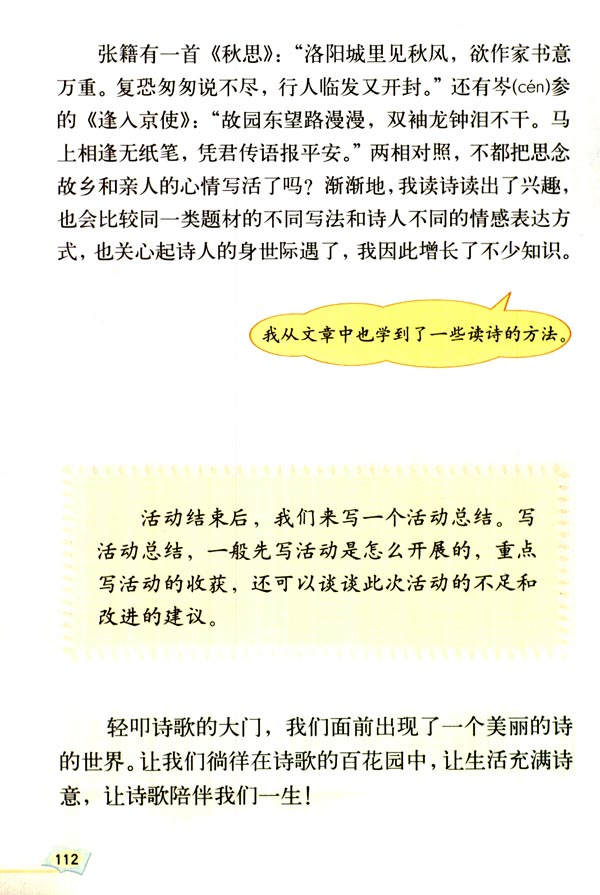 张籍有一首《秋思》：“洛阳城里见秋风，欲作家书意
万重。复恐匆匆说不尽，行人临发又开封。”还有岑(cén)参
的《逢入京使》：“故园东望路漫漫，双袖龙钟泪不干。马
上相逢无纸笔，凭君传语报平安。”两相对照，不都把思念
故乡和亲人的心情写活了吗？渐渐地，我读诗读出了兴趣，
也会比较同一类题材的不同写法和诗人不同的情感表达方
式，也关心起诗人的身世际遇了，我因此增长了不少知识。
我从文章中也学到了一些读诗的方法。
活动结束后，我们来写一个活动总结。写
活动总结，一般先写活动是怎么开展的，重点
写活动的收获，还可以谈谈此次活动的不足和
改进的建议。
轻叩诗歌的大门，我们面前出现了一个美丽的诗
的世界。让我们徜徉在诗歌的百花园中，让生活充满诗
意，让诗歌陪伴我们一生！
112